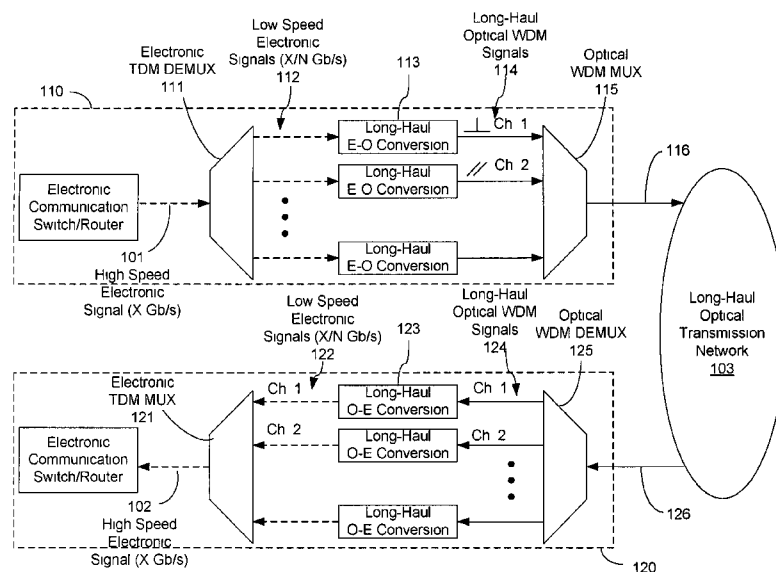 Electronic
TDM DEMUX
111
Low Speed
Electronic
Signals (X/N Gb/s)
112
113
Long-Haul
Optical WDM
Signals
114
Optical
WDM MUX
115
110
Electronic
Communication
Switch/Router
101
High Speed
Electronic
Signal (X Gb/s)
Long-Haul
E-O Conversion
Ch 1
Long-Haul
E O Conversion
Ch 2
Long-Haul
E-O Conversion
116
Long-Haul
Optical
Transmission
Network
103
Low Speed
Electronic
Signals (X/N Gb/s)
122
123
Long-Haul
Optical WDM
Signals
124
Optical
WDM DEMUX
125
Electronic
TDM MUX
121
Electronic
Communication
Switch/Router
102
High Speed
Electronic
Signal (X Gb/s)
Ch 1
Long-Haul
O-E Conversion
Ch 1
Ch 2
Long-Haul
O-E Conversion
Ch 2
Long-Haul
O-E Conversion
126
120